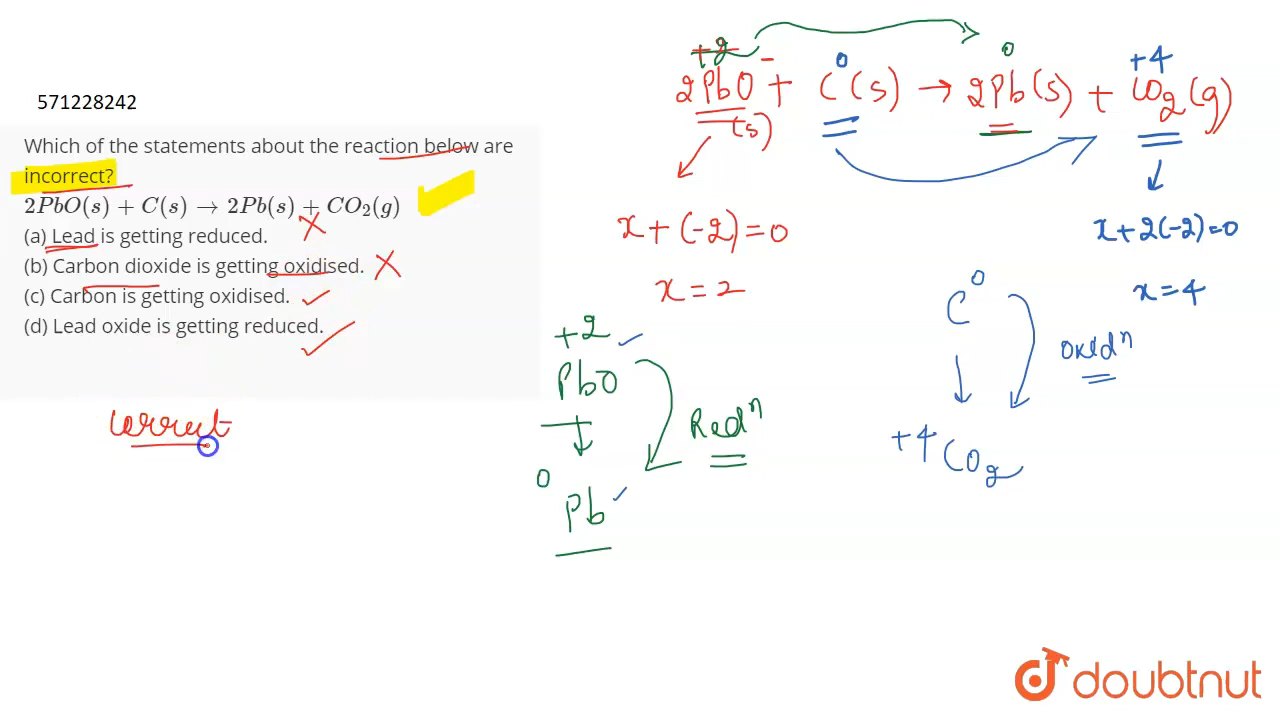 571228242
Which of the statements about the reaction below are
incorrect?
2PbO(s) + C(s) → 2Pb(s) + CO₂(g)
(a) Lead is getting reduced.
(b) Carbon dioxide is getting oxidised.
(c) Carbon is getting oxidised.
(d) Lead oxide is getting reduced.
correct
+2 0 0 +4
2PbO + C(s) → 2Pb(s) + CO₂(g)
(s)
x + (-2) = 0
x = 2
x + 2(-2) = 0
x = 4
+2
PbO
Redⁿ
0
Pb
C⁰
oxidⁿ
+4 CO₂
doubtnut